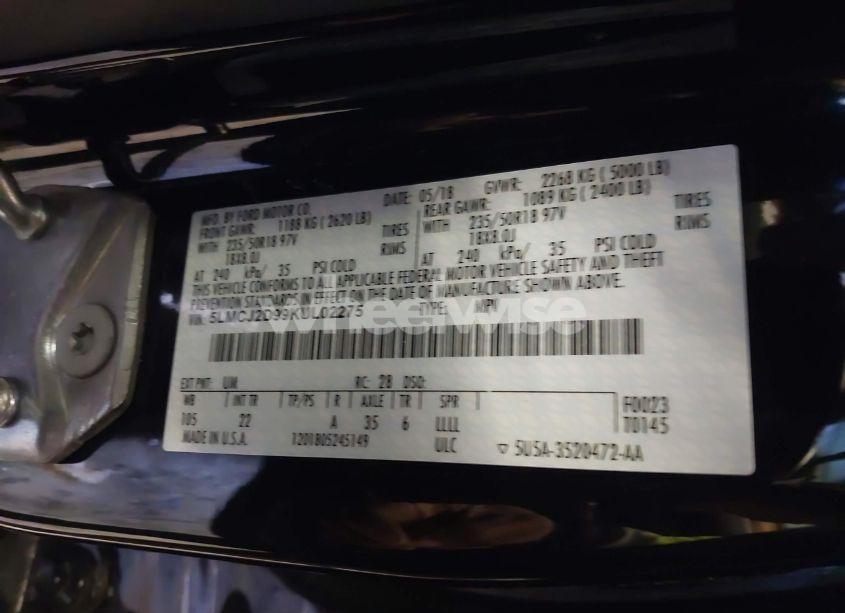 MFD. BY FORD MOTOR CO. DATE: 05/18 GVWR: 2268 KG ( 5000 LB)
FRONT GAWR: 1188 KG ( 2620 LB) REAR GAWR: 1089 KG ( 2400 LB)
WITH 235/50R18 97V TIRES WITH 235/50R18 97V TIRES
18X8.0J RIMS 18X8.0J RIMS
AT 240 kPa/ 35 PSI COLD AT 240 kPa/ 35 PSI COLD
THIS VEHICLE CONFORMS TO ALL APPLICABLE FEDERAL MOTOR VEHICLE SAFETY AND THEFT
PREVENTION STANDARDS IN EFFECT ON THE DATE OF MANUFACTURE SHOWN ABOVE.
VIN: 5LMCJ2D99KUL02275 TYPE: MPV
wheelwise
EXT PNT: UM RC: 28 DSO:
WB INT TR TP/PS R AXLE TR SPR
105 22 A 35 6 LLLL F0023
T0145
MADE IN U.S.A. 1201805245149 ULC ▽ 5U5A-3520472-AA